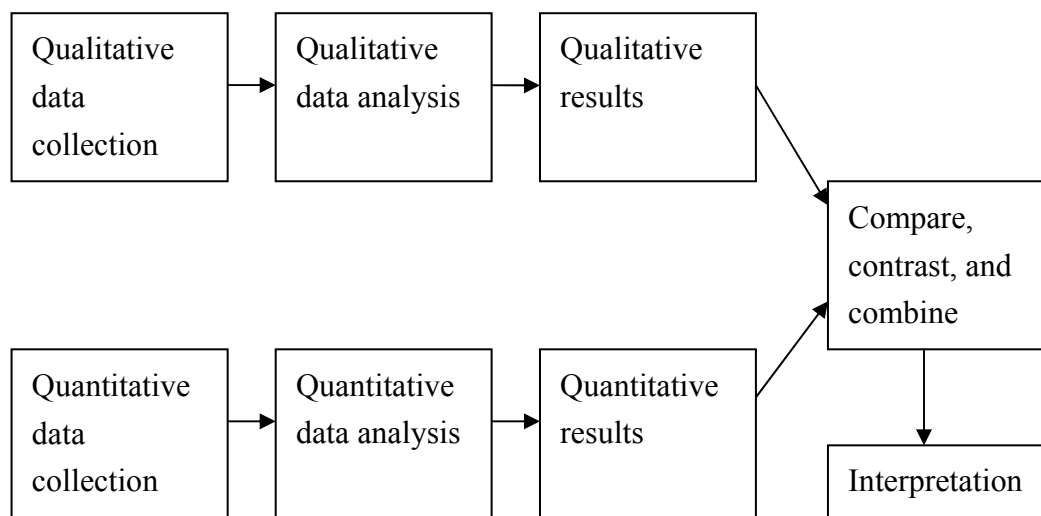 Qualitative
data
collection
Qualitative
data analysis
Qualitative
results
Compare,
contrast, and
combine
Quantitative
data
collection
Quantitative
data analysis
Quantitative
results
Interpretation